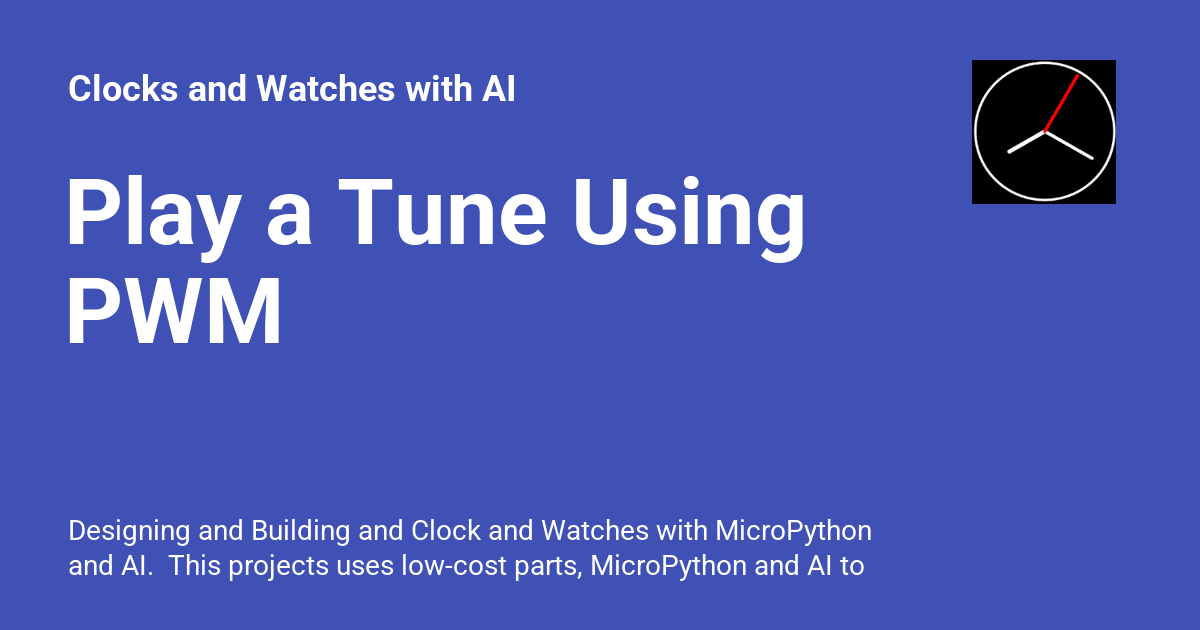 Clocks and Watches with AI
Play a Tune Using
PWM
Designing and Building and Clock and Watches with MicroPython
and AI.  This projects uses low-cost parts, MicroPython and AI to